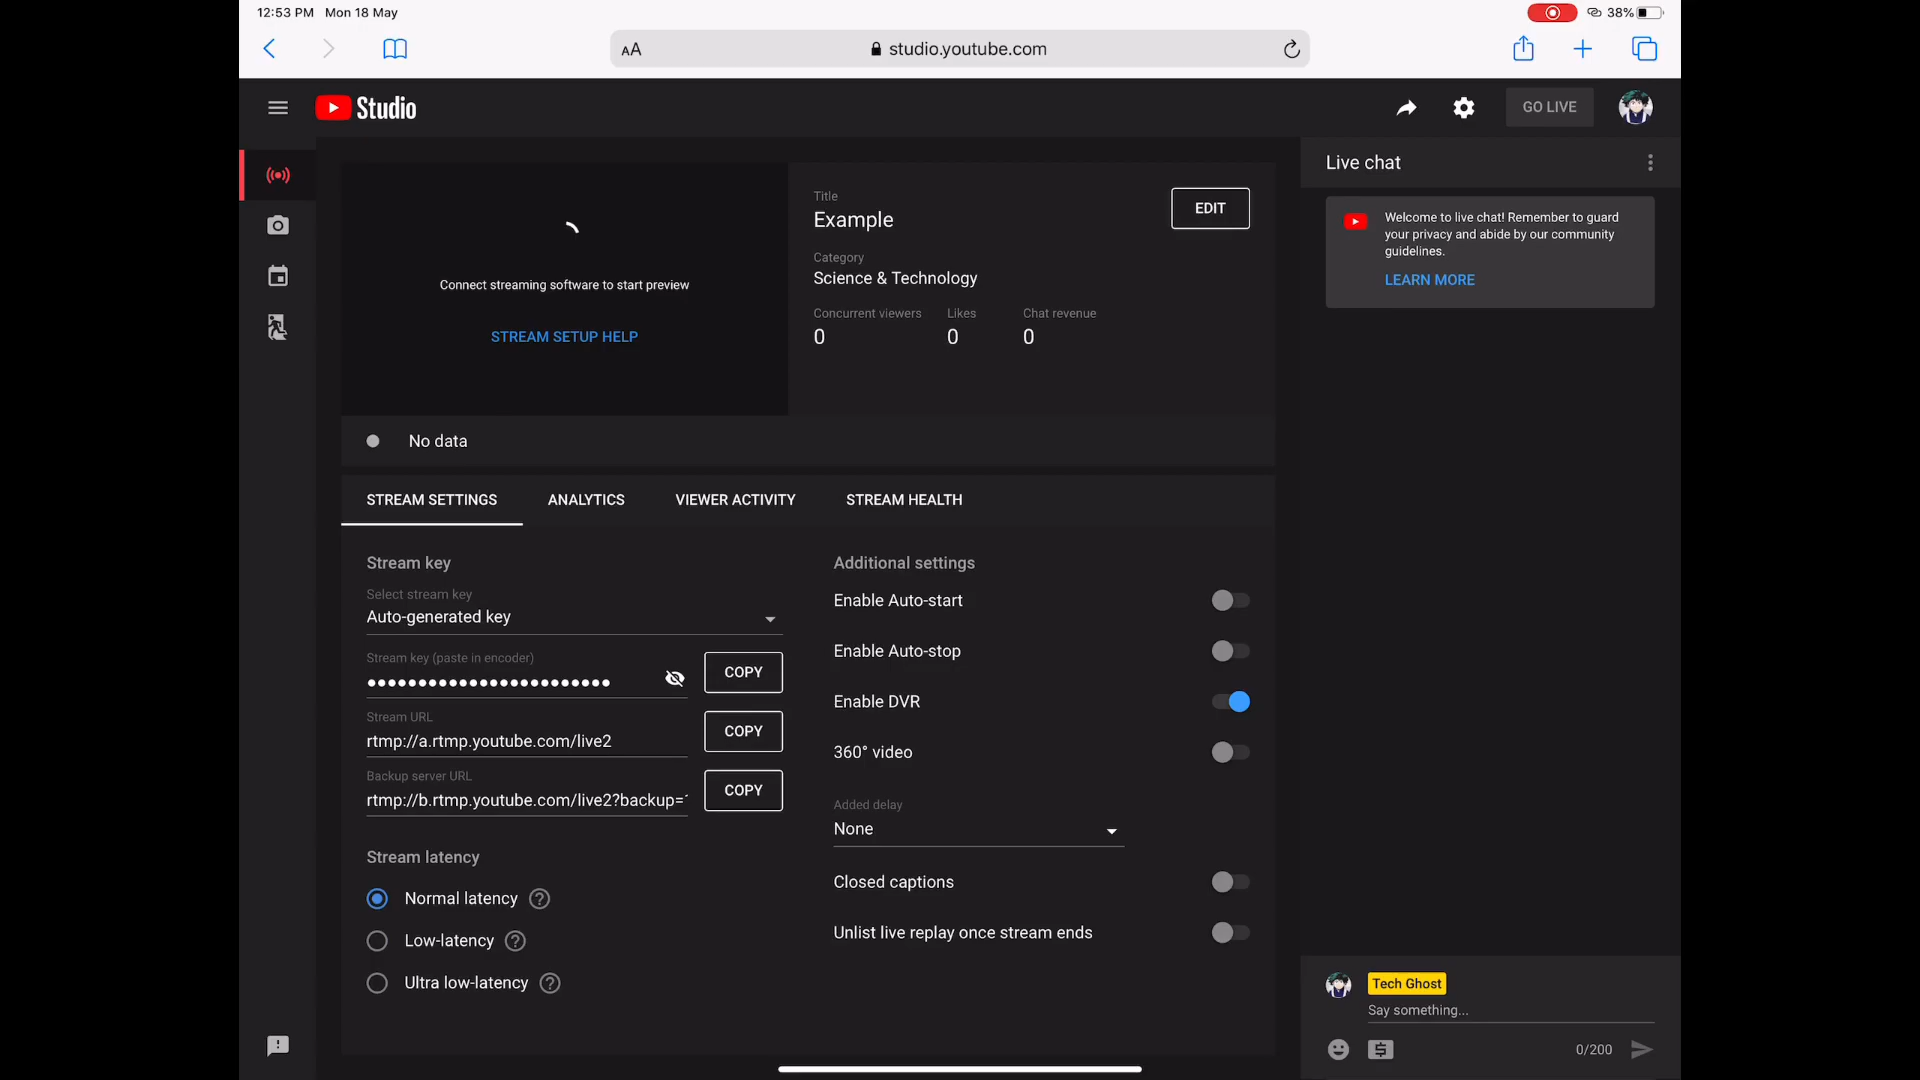 12:53 PM Mon 18 May
38%
AA
studio.youtube.com
Studio
GO LIVE
Connect streaming software to start preview
STREAM SETUP HELP
Title
Example
EDIT
Category
Science & Technology
Concurrent viewers Likes Chat revenue
0 0 0
Live chat
Welcome to live chat! Remember to guard
your privacy and abide by our community
guidelines.
LEARN MORE
No data
STREAM SETTINGS ANALYTICS VIEWER ACTIVITY STREAM HEALTH
Stream key
Select stream key
Auto-generated key
Stream key (paste in encoder)
COPY
Stream URL
rtmp://a.rtmp.youtube.com/live2
COPY
Backup server URL
rtmp://b.rtmp.youtube.com/live2?backup=
COPY
Stream latency
Normal latency ?
Low-latency ?
Ultra low-latency ?
Additional settings
Enable Auto-start
Enable Auto-stop
Enable DVR
360° video
Added delay
None
Closed captions
Unlist live replay once stream ends
Tech Ghost
Say something...
0/200